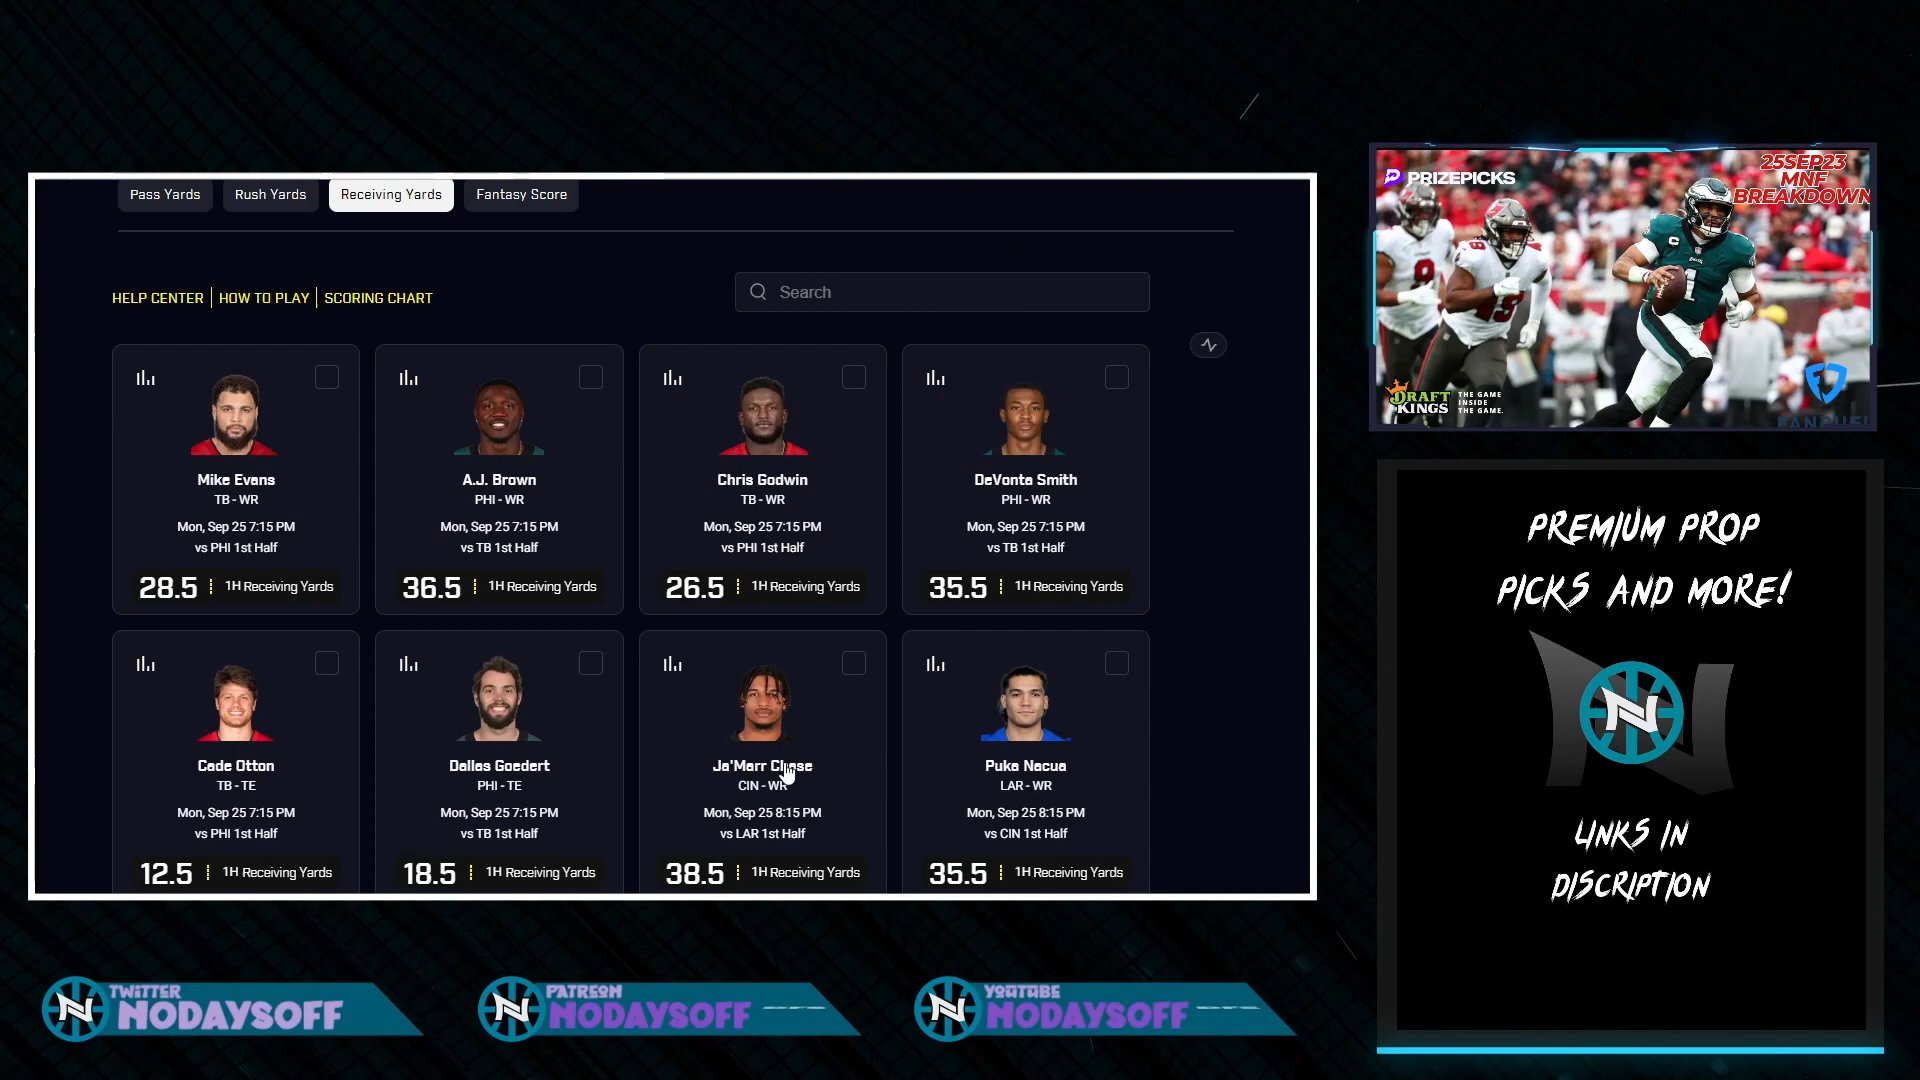 Pass Yards
Rush Yards
Receiving Yards
Fantasy Score
HELP CENTER
HOW TO PLAY
SCORING CHART
Search
Mike Evans
TB - WR
Mon, Sep 25 7:15 PM
vs PHI 1st Half
28.5
1H Receiving Yards
A.J. Brown
PHI - WR
Mon, Sep 25 7:15 PM
vs TB 1st Half
36.5
1H Receiving Yards
Chris Godwin
TB - WR
Mon, Sep 25 7:15 PM
vs PHI 1st Half
26.5
1H Receiving Yards
DeVonta Smith
PHI - WR
Mon, Sep 25 7:15 PM
vs TB 1st Half
35.5
1H Receiving Yards
Cade Otton
TB - TE
Mon, Sep 25 7:15 PM
vs PHI 1st Half
12.5
1H Receiving Yards
Dallas Goedert
PHI - TE
Mon, Sep 25 7:15 PM
vs TB 1st Half
18.5
1H Receiving Yards
Ja'Marr Chase
CIN - WR
Mon, Sep 25 8:15 PM
vs LAR 1st Half
38.5
1H Receiving Yards
Puka Nacua
LAR - WR
Mon, Sep 25 8:15 PM
vs CIN 1st Half
35.5
1H Receiving Yards
PRIZEPICKS
25SEP23
MNF
BREAKDOWN
DRAFT
KINGS
THE GAME
INSIDE
THE GAME.
FANDUEL
PREMIUM PROP
PICKS AND MORE!
N
LINKS IN
DISCRIPTION
TWITTER
NODAYSOFF
PATREON
NODAYSOFF
YOUTUBE
NODAYSOFF